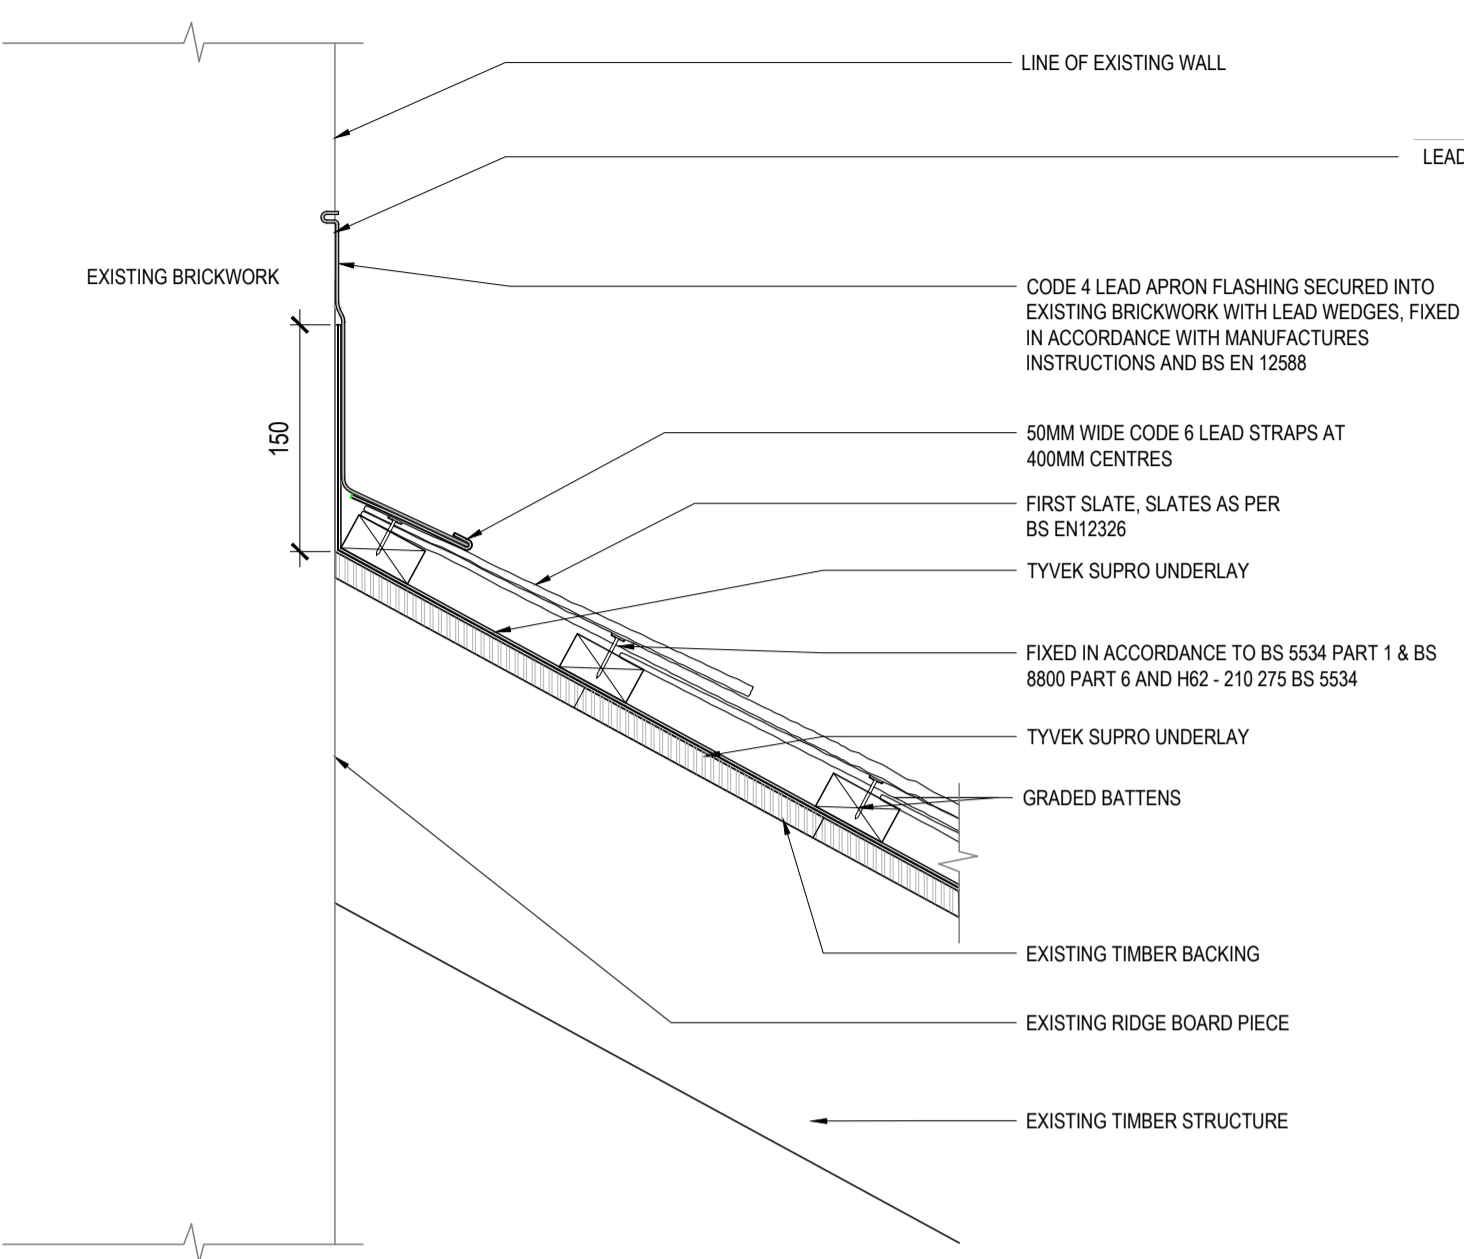 LINE OF EXISTING WALL
LEAD
EXISTING BRICKWORK
CODE 4 LEAD APRON FLASHING SECURED INTO
EXISTING BRICKWORK WITH LEAD WEDGES, FIXED
IN ACCORDANCE WITH MANUFACTURES
INSTRUCTIONS AND BS EN 12588
150
50MM WIDE CODE 6 LEAD STRAPS AT
400MM CENTRES
FIRST SLATE, SLATES AS PER
BS EN12326
TYVEK SUPRO UNDERLAY
FIXED IN ACCORDANCE TO BS 5534 PART 1 & BS
8800 PART 6 AND H62 - 210 275 BS 5534
TYVEK SUPRO UNDERLAY
GRADED BATTENS
EXISTING TIMBER BACKING
EXISTING RIDGE BOARD PIECE
EXISTING TIMBER STRUCTURE